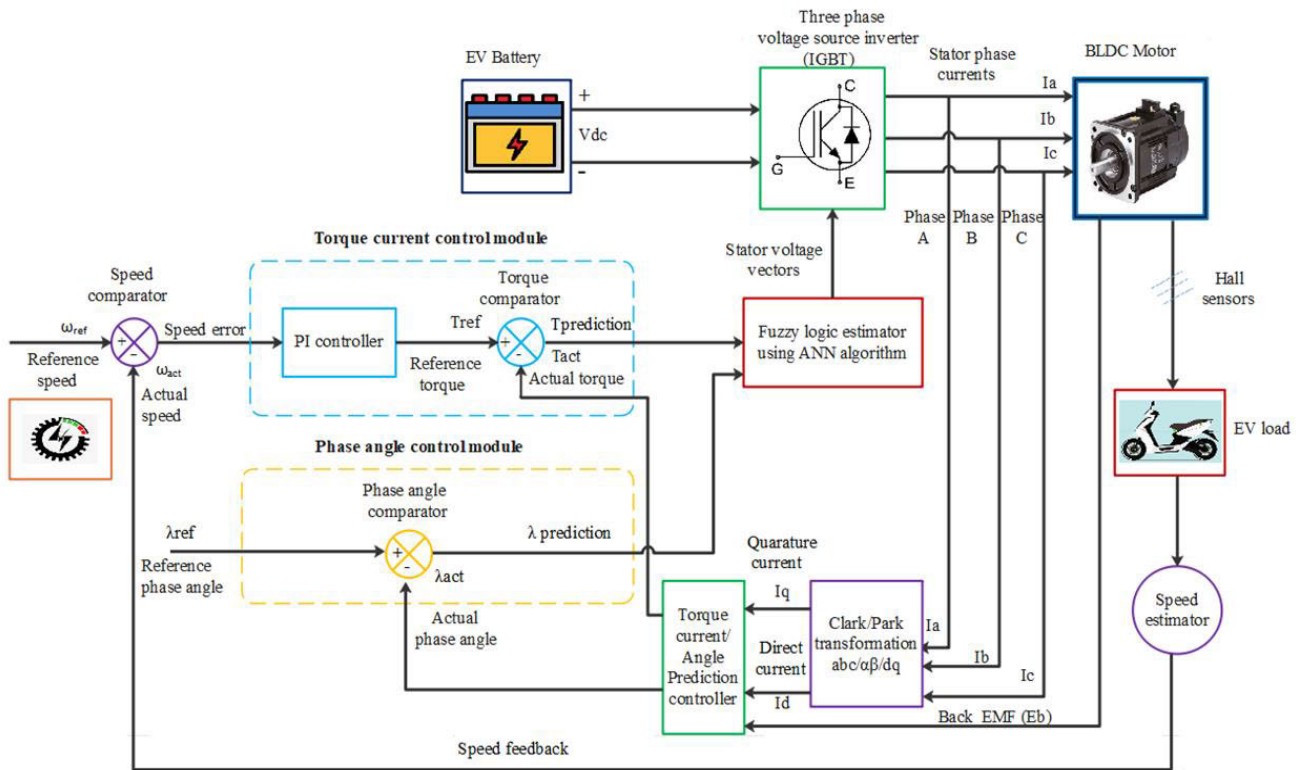 Three phase
voltage source inverter
(IGBT)
EV Battery
Stator phase
currents
BLDC Motor
+
Vdc
-
C
G
E
Ia
Ib
Ic
Phase
A
Phase
B
Phase
C
Torque current control module
Stator voltage
vectors
Hall
sensors
Speed
comparator
Torque
comparator
ωref
+
-
Speed error
PI controller
Tref
+
-
Tprediction
Fuzzy logic estimator
using ANN algorithm
Reference
speed
ωact
Actual
speed
Reference
torque
Tact
Actual torque
EV load
Phase angle control module
Phase angle
comparator
λref
+
-
λ prediction
Reference
phase angle
λact
Actual
phase angle
Quarature
current
Iq
Direct
current
Id
Torque
current/
Angle
Prediction
controller
Clark/Park
transformation
abc/αβ/dq
Ia
Ib
Ic
Speed
estimator
Back EMF (Eb)
Speed feedback